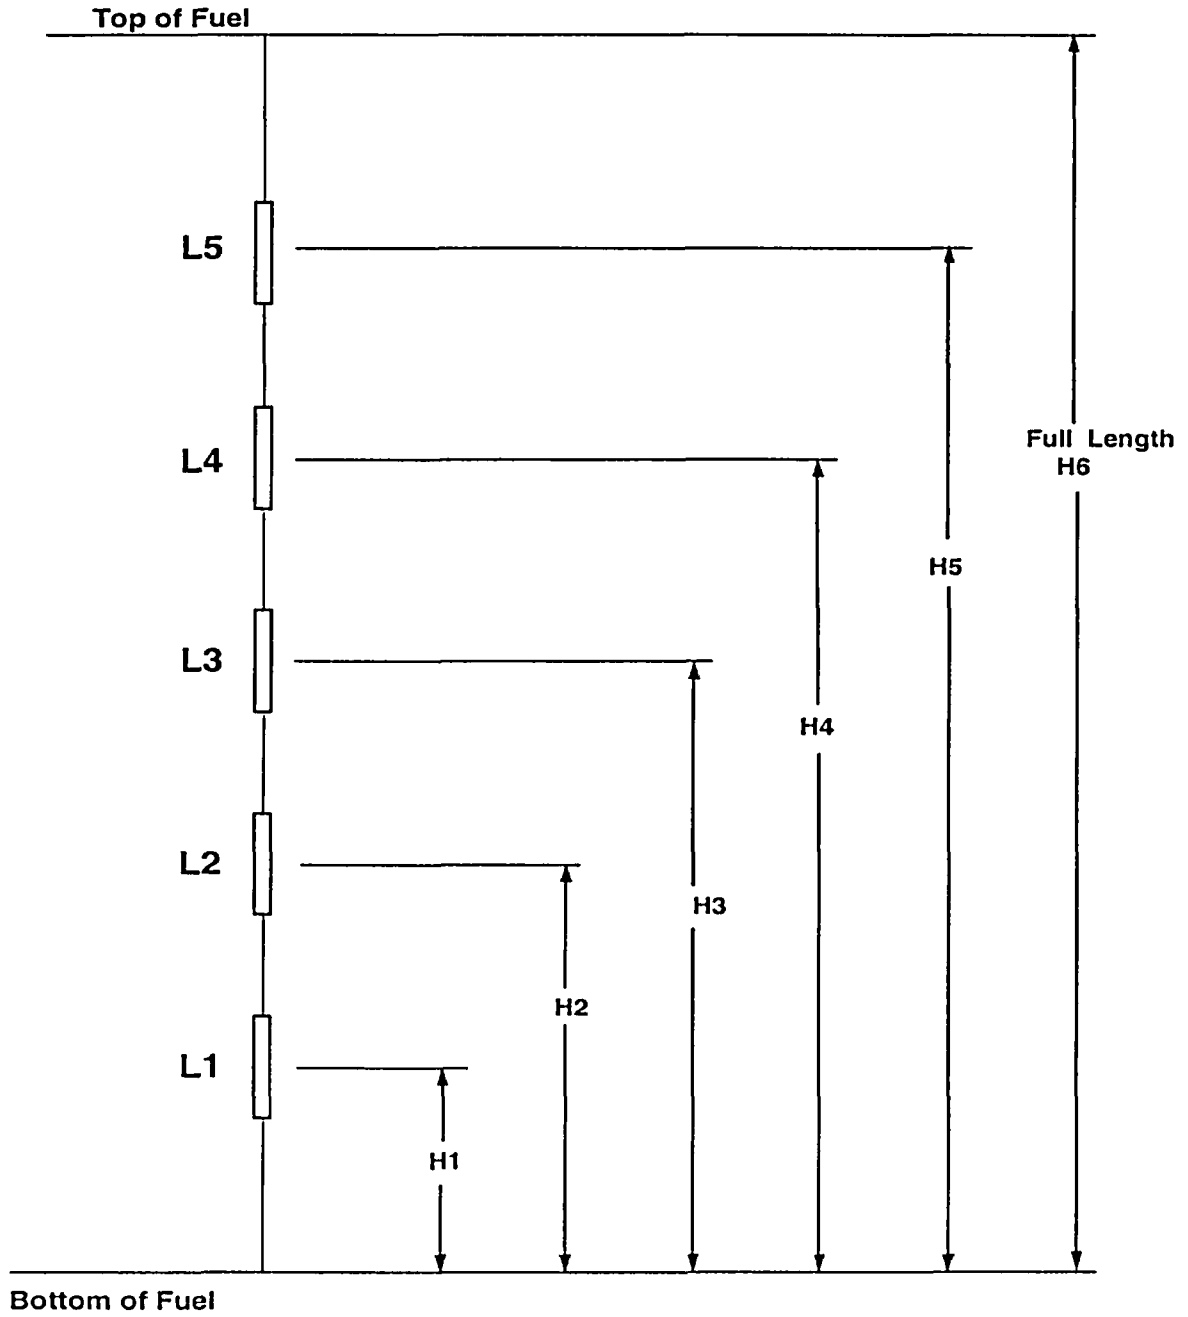 Top of Fuel
L5
L4
Full Length
H6
H5
L3
H4
L2
H3
H2
L1
H1
Bottom of Fuel